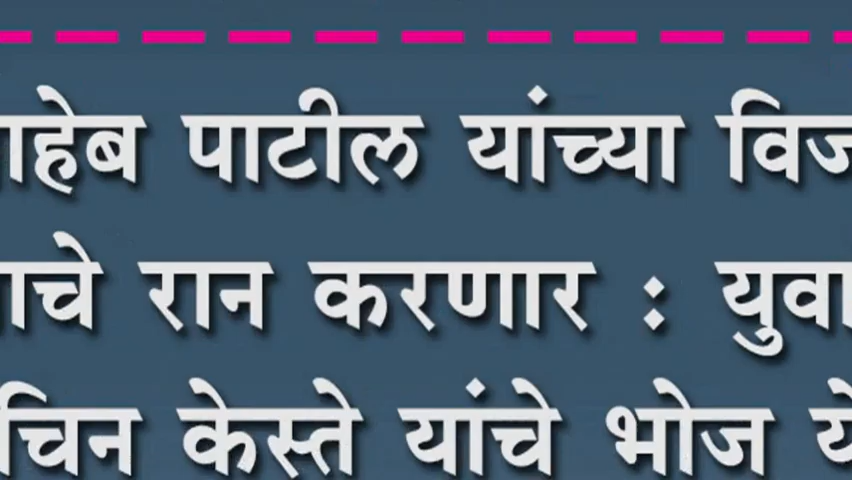 ाहेब पाटील यांच्या विज
ाचे रान करणार : युवा
चिन केस्ते यांचे भोज ये